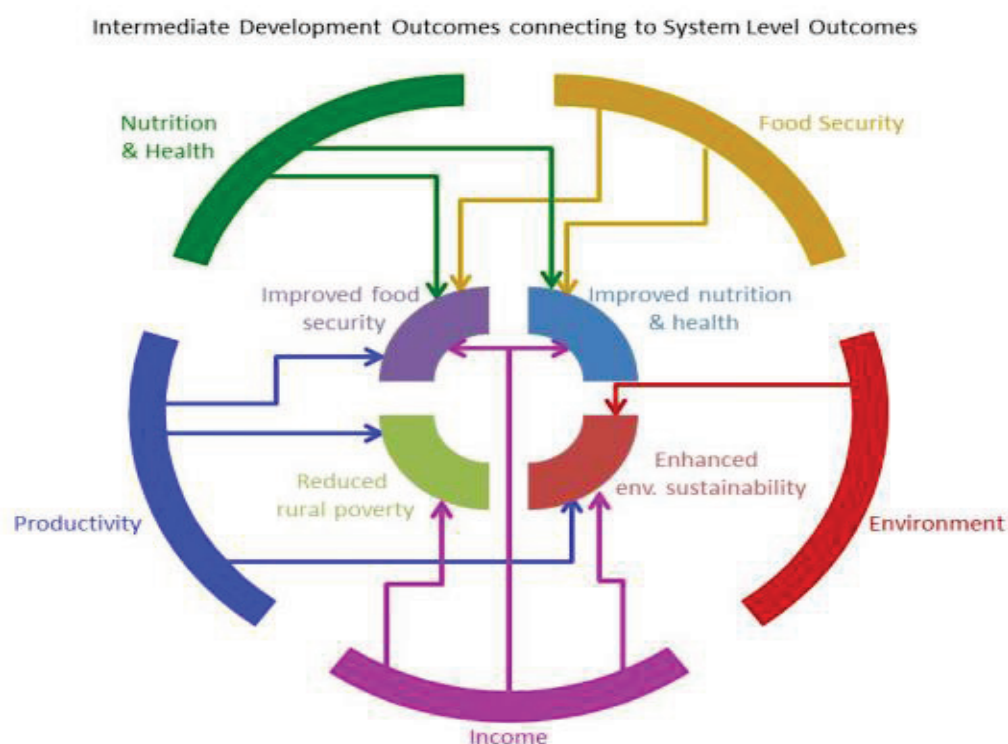 Intermediate Development Outcomes connecting to System Level Outcomes
Nutrition
& Health
Food Security
Improved food
security
Improved nutrition
& health
Reduced
rural poverty
Enhanced
env. sustainability
Productivity
Environment
Income